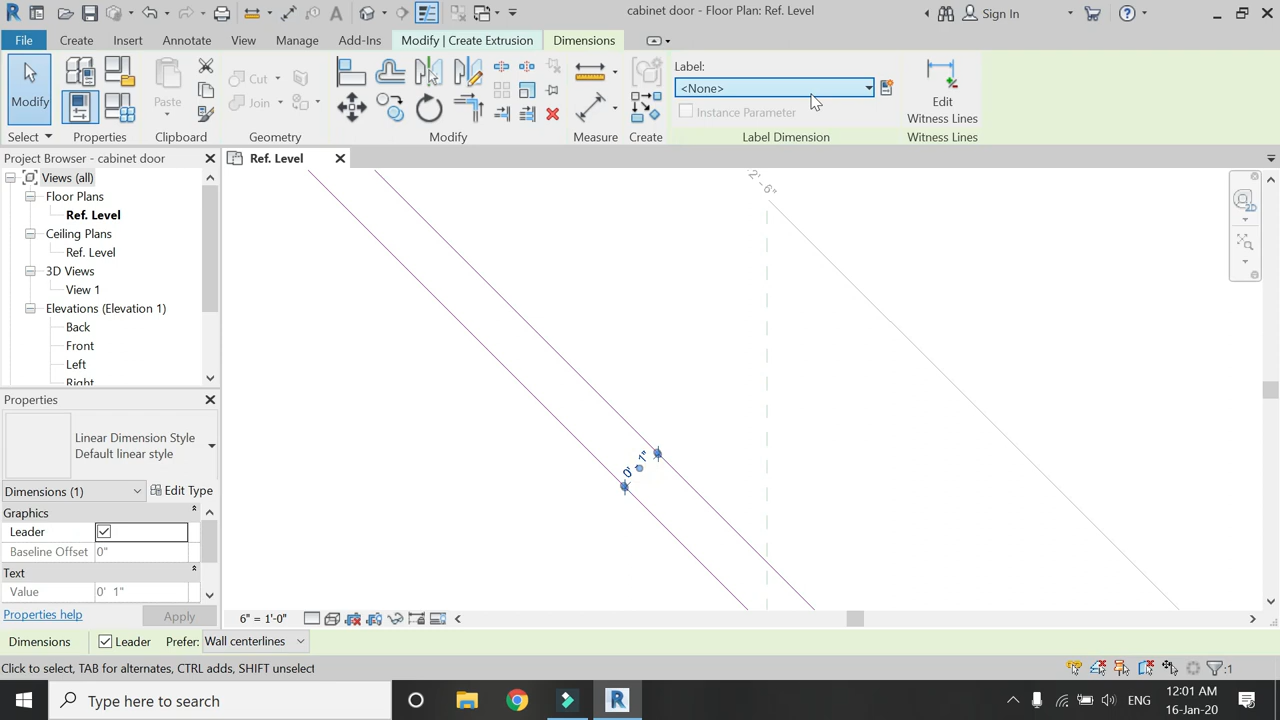 cabinet door - Floor Plan: Ref. Level
Sign In
File
Create
Insert
Annotate
View
Manage
Add-Ins
Modify | Create Extrusion
Dimensions
Modify
Paste
Cut
Join
Label:
<None>
Instance Parameter
Edit
Witness Lines
Select
Properties
Clipboard
Geometry
Modify
Measure
Create
Label Dimension
Witness Lines
Project Browser - cabinet door
Ref. Level
Views (all)
Floor Plans
Ref. Level
Ceiling Plans
Ref. Level
3D Views
View 1
Elevations (Elevation 1)
Back
Front
Left
Right
2' - 6"
0' - 1"
Properties
Linear Dimension Style
Default linear style
Dimensions (1)
Edit Type
Graphics
Leader
Baseline Offset 0"
Text
Value 0' 1"
Properties help
Apply
6" = 1'-0"
Dimensions
Leader
Prefer: Wall centerlines
Click to select, TAB for alternates, CTRL adds, SHIFT unselect
:1
Type here to search
ENG
12:01 AM
16-Jan-20